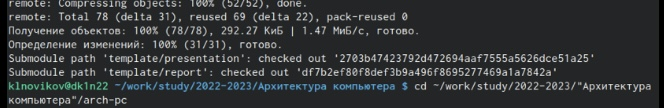 remote: Compressing objects: 100% (52/52), done.
remote: Total 78 (delta 31), reused 69 (delta 22), pack-reused 0
Получение объектов: 100% (78/78), 292.27 КиБ | 1.47 МиБ/с, готово.
Определение изменений: 100% (31/31), готово.
Submodule path 'template/presentation': checked out '2703b47423792d472694aaf7555a5626dce51a25'
Submodule path 'template/report': checked out 'df7b2ef80f8def3b9a496f8695277469a1a7842a'
klnovikov@dk1n22 ~/work/study/2022-2023/Архитектура компьютера $ cd ~/work/study/2022-2023/"Архитектура
компьютера"/arch-pc